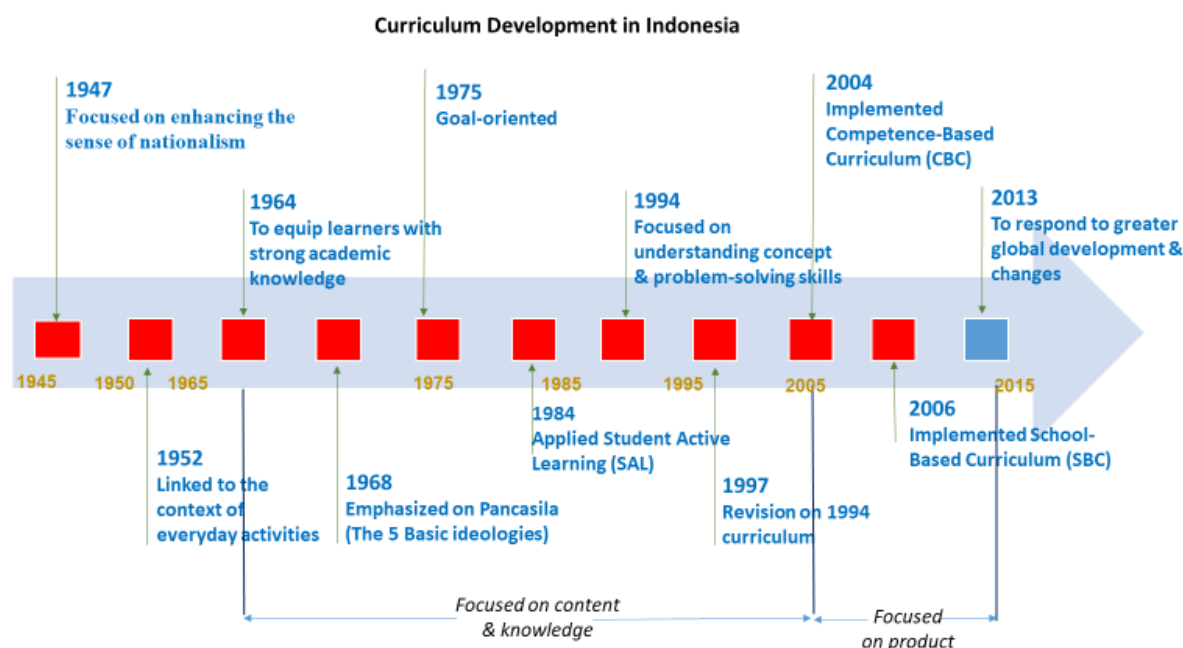 Curriculum Development in Indonesia
1947
Focused on enhancing the
sense of nationalism
1975
Goal-oriented
2004
Implemented
Competence-Based
Curriculum (CBC)
1964
To equip learners with
strong academic
knowledge
1994
Focused on
understanding concept
& problem-solving skills
2013
To respond to greater
global development &
changes
1945
1950
1965
1975
1985
1995
2005
2015
1952
Linked to the
context of
everyday activities
1968
Emphasized on Pancasila
(The 5 Basic ideologies)
1984
Applied Student Active
Learning (SAL)
1997
Revision on 1994
curriculum
2006
Implemented School-
Based Curriculum (SBC)
Focused on content
& knowledge
Focused
on product